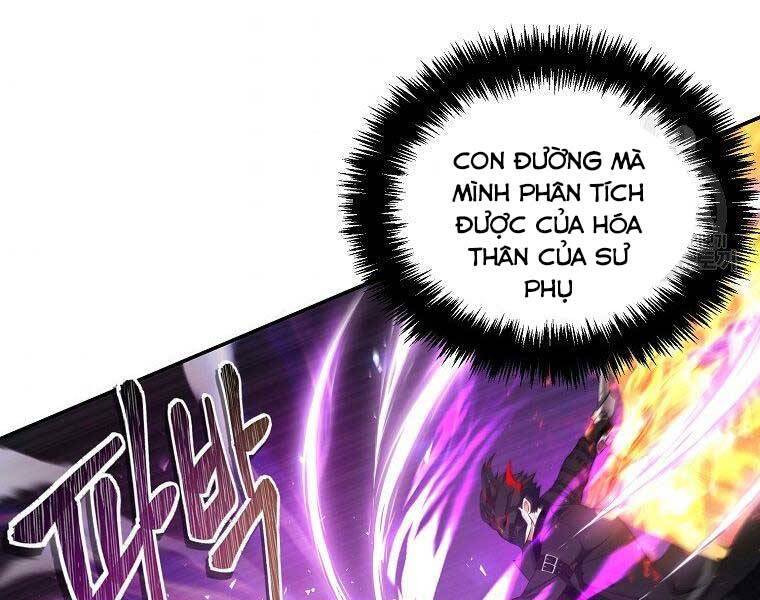 CON ĐƯỜNG MÀ
MÌNH PHÂN TÍCH
ĐƯỢC CỦA HÓA
THÂN CỦA SƯ
PHỤ
파박